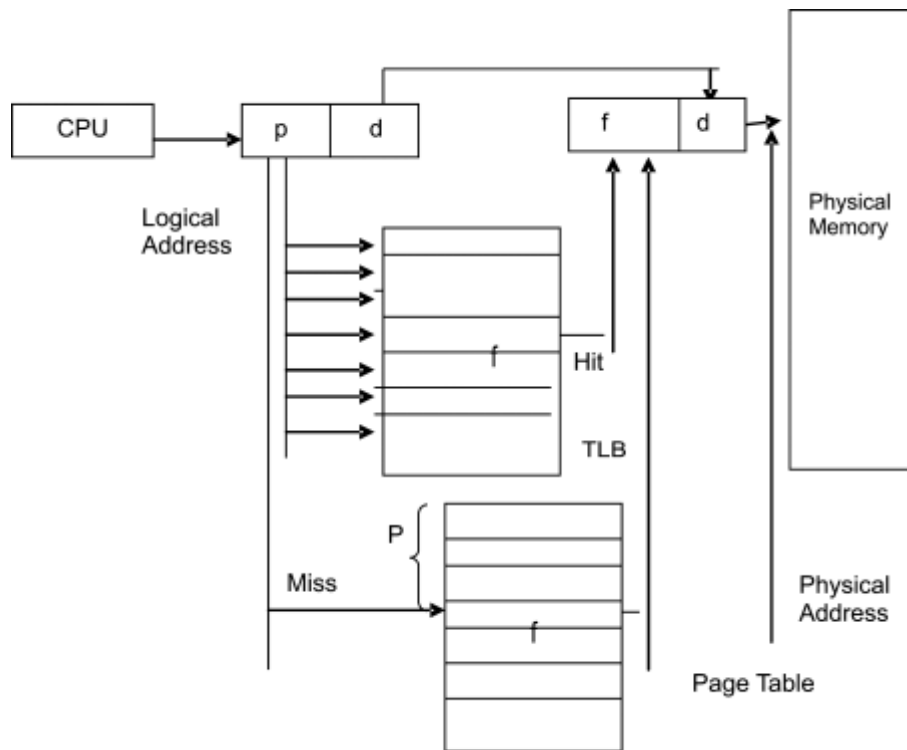 CPU
p
d
f
d
Logical
Address
Physical
Memory
f
Hit
TLB
P
Miss
f
Physical
Address
Page Table